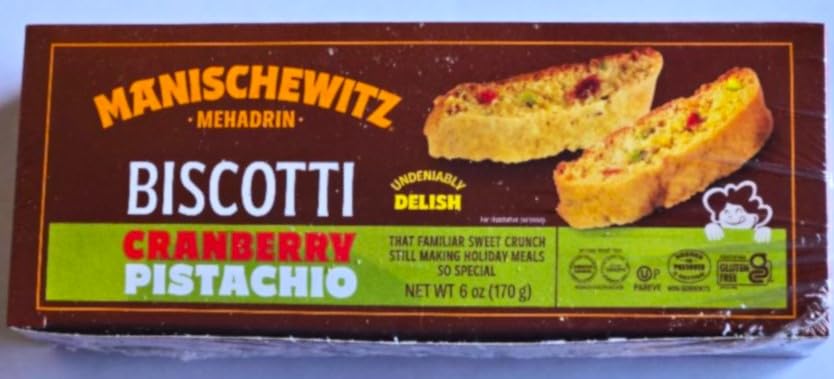 MANISCHEWITZ
· MEHADRIN ·
BISCOTTI
UNDENIABLY
DELISH
CRANBERRY
PISTACHIO
THAT FAMILIAR SWEET CRUNCH
STILL MAKING HOLIDAY MEALS
SO SPECIAL
NET WT 6 oz (170 g)
U P
PAREVE
GLUTEN
FREE